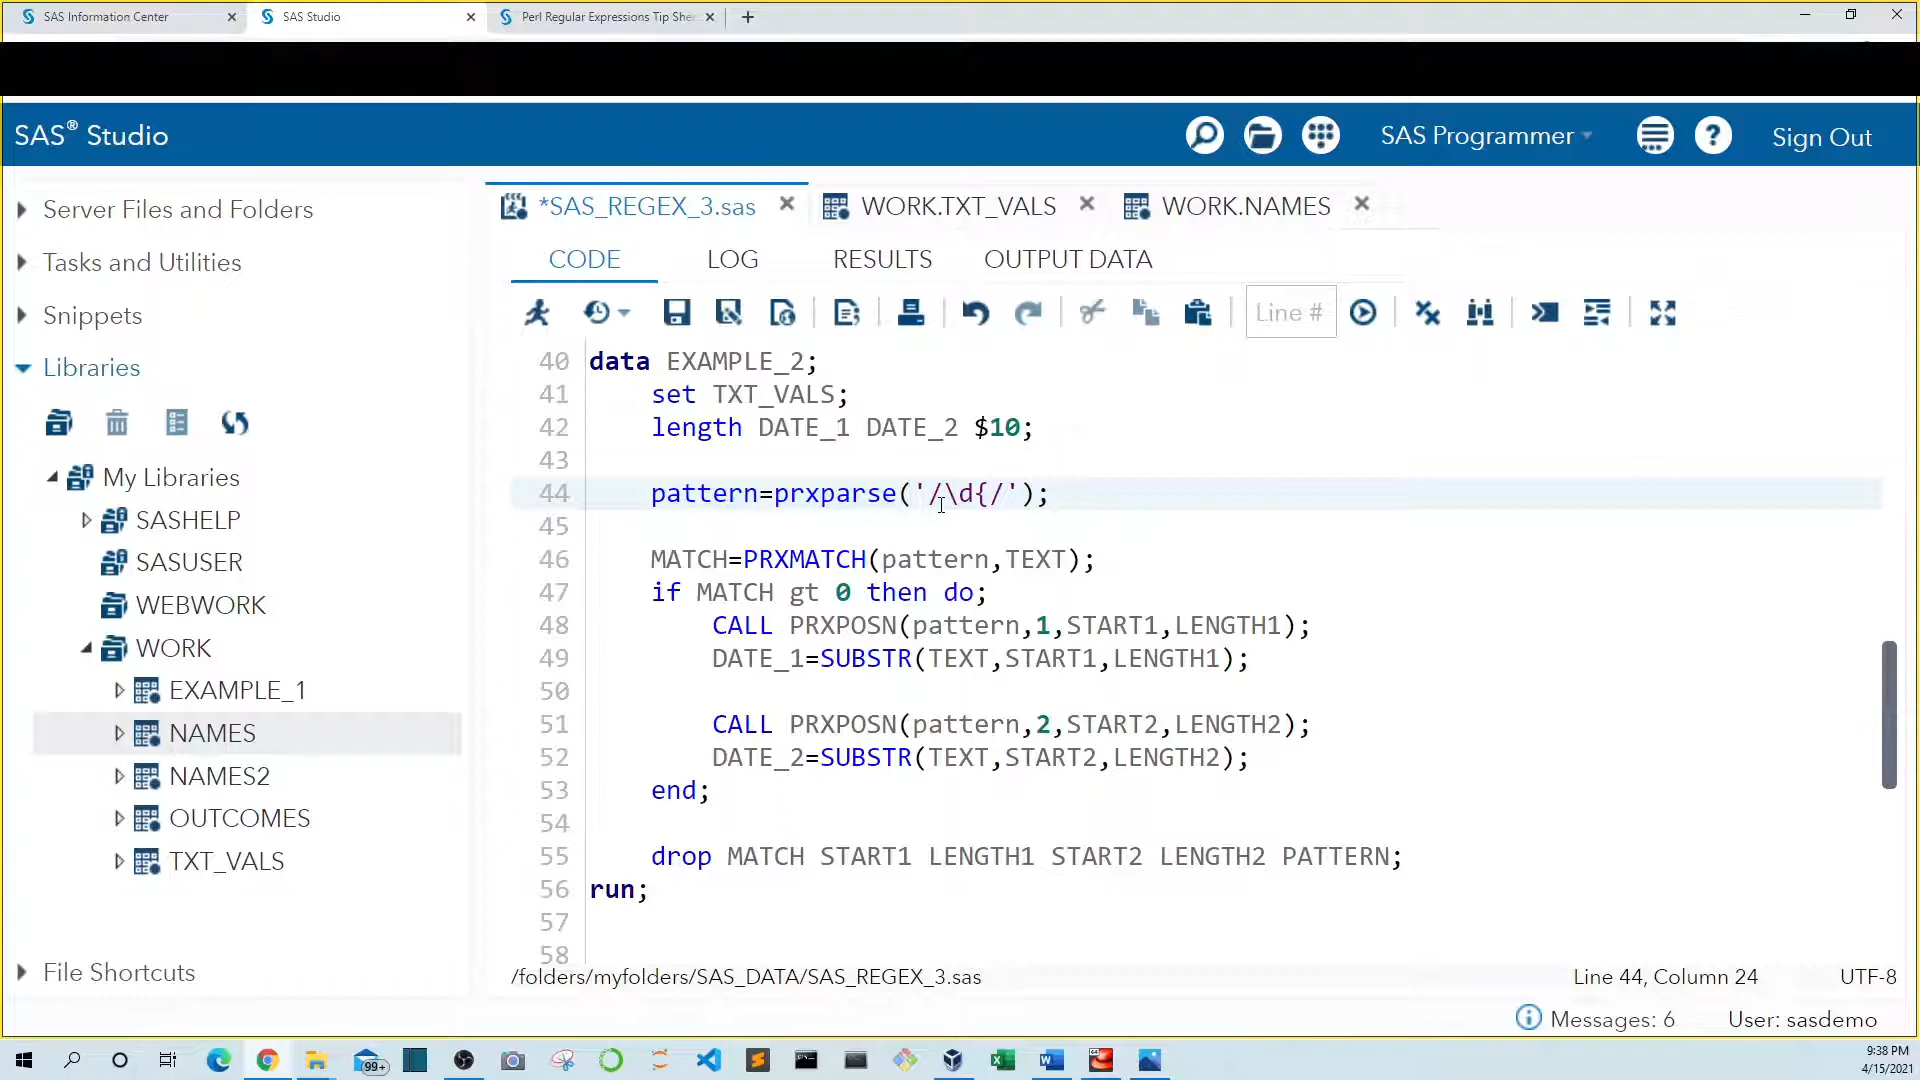 SAS Information Center
SAS Studio
Perl Regular Expressions Tip Shee
SAS® Studio
SAS Programmer
Sign Out
Server Files and Folders
Tasks and Utilities
Snippets
Libraries
My Libraries
SASHELP
SASUSER
WEBWORK
WORK
EXAMPLE_1
NAMES
NAMES2
OUTCOMES
TXT_VALS
File Shortcuts
*SAS_REGEX_3.sas
WORK.TXT_VALS
WORK.NAMES
CODE LOG RESULTS OUTPUT DATA
Line #
40 data EXAMPLE_2;
41 set TXT_VALS;
42 length DATE_1 DATE_2 $10;
43
44 pattern=prxparse('/\d{/');
45
46 MATCH=PRXMATCH(pattern,TEXT);
47 if MATCH gt 0 then do;
48 CALL PRXPOSN(pattern,1,START1,LENGTH1);
49 DATE_1=SUBSTR(TEXT,START1,LENGTH1);
50
51 CALL PRXPOSN(pattern,2,START2,LENGTH2);
52 DATE_2=SUBSTR(TEXT,START2,LENGTH2);
53 end;
54
55 drop MATCH START1 LENGTH1 START2 LENGTH2 PATTERN;
56 run;
57
58
/folders/myfolders/SAS_DATA/SAS_REGEX_3.sas
Line 44, Column 24
UTF-8
Messages: 6
User: sasdemo
99+
9:38 PM
4/15/2021